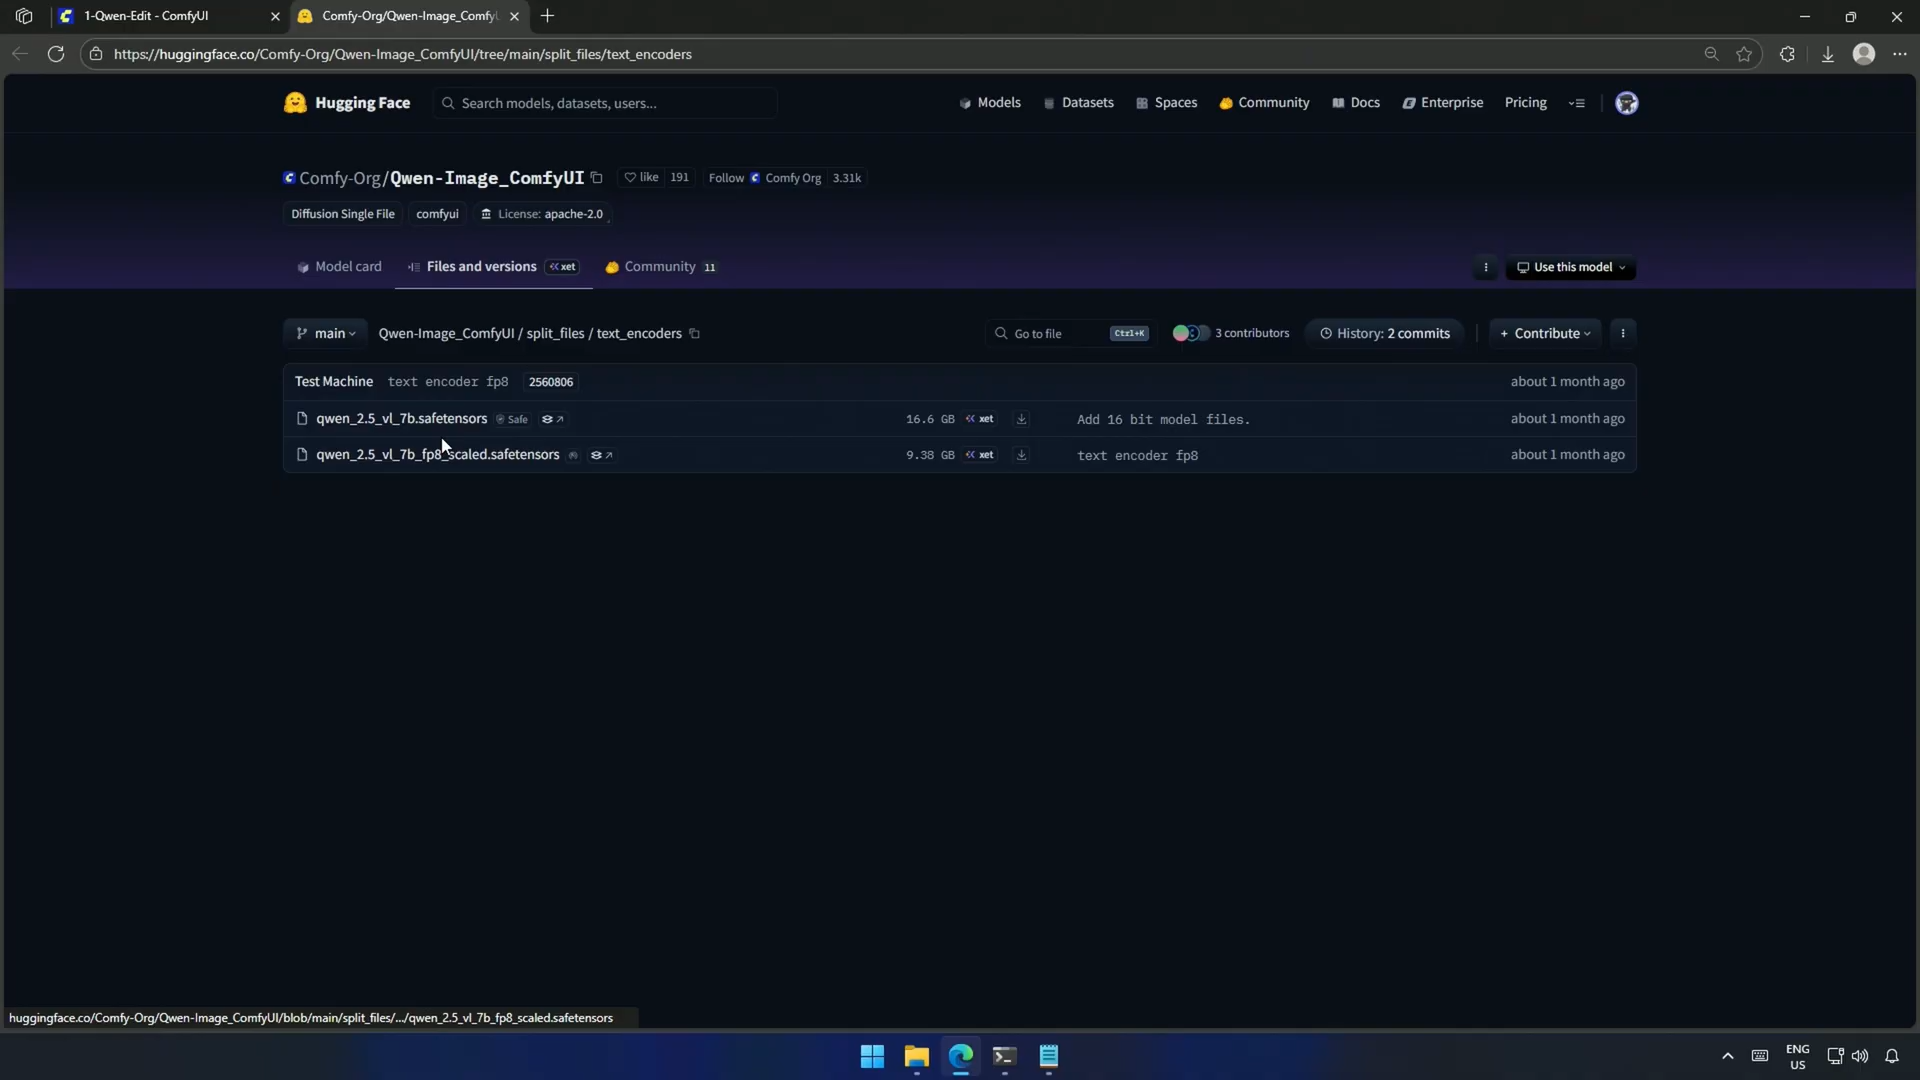 1-Qwen-Edit - ComfyUI
Comfy-Org/Qwen-Image_ComfyU
https://huggingface.co/Comfy-Org/Qwen-Image_ComfyUI/tree/main/split_files/text_encoders
Hugging Face
Search models, datasets, users...
Models
Datasets
Spaces
Community
Docs
Enterprise
Pricing
Comfy-Org/Qwen-Image_ComfyUI
like 191
Follow Comfy Org 3.31k
Diffusion Single File
comfyui
License: apache-2.0
Model card
Files and versions xet
Community 11
Use this model
main
Qwen-Image_ComfyUI / split_files / text_encoders
Go to file Ctrl+K
3 contributors
History: 2 commits
+ Contribute
Test Machine text encoder fp8 2560806 about 1 month ago
qwen_2.5_vl_7b.safetensors Safe 16.6 GB xet Add 16 bit model files. about 1 month ago
qwen_2.5_vl_7b_fp8_scaled.safetensors 9.38 GB xet text encoder fp8 about 1 month ago
huggingface.co/Comfy-Org/Qwen-Image_ComfyUI/blob/main/split_files/.../qwen_2.5_vl_7b_fp8_scaled.safetensors
ENG
US